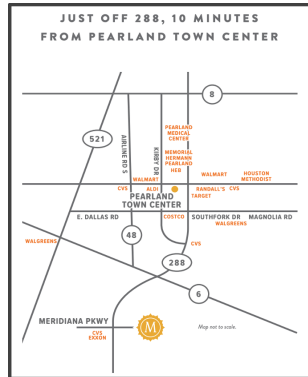 JUST OFF 288, 10 MINUTES
FROM PEARLAND TOWN CENTER
8
521
AIRLINE RD S
KIRBY DR
PEARLAND
MEDICAL
CENTER
MEMORIAL
HERMANN
PEARLAND
HEB
WALMART
WALMART
HOUSTON
METHODIST
CVS
ALDI
RANDALL'S
CVS
TARGET
PEARLAND
TOWN CENTER
E. DALLAS RD
COSTCO
SOUTHFORK DR
MAGNOLIA RD
WALGREENS
48
WALGREENS
CVS
288
6
MERIDIANA PKWY
M
Map not to scale.
CVS
EXXON